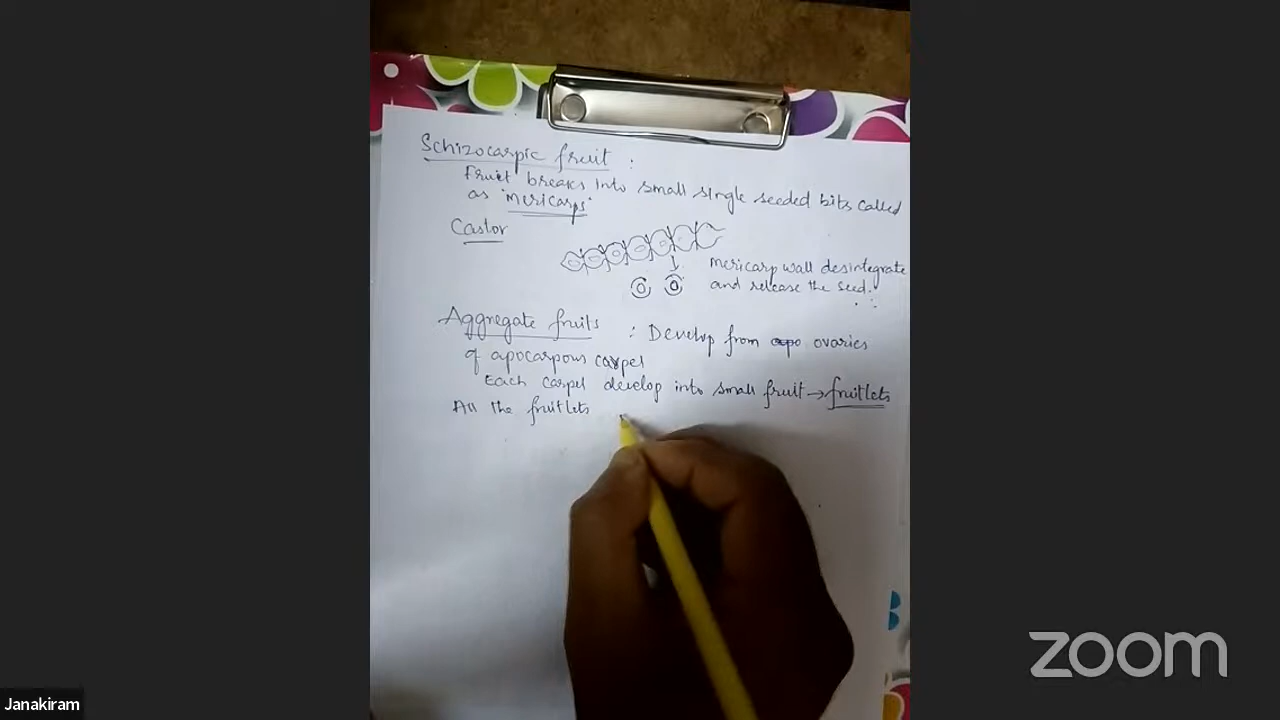 Schizocarpic fruit :
Fruit breaks into small single seeded bits called
as "mericarps"
Castor
mericarp wall desintegrate
and release the seed.
Aggregate fruits : Develop from apo ovaries
of apocarpous carpel
Each carpel develop into small fruit → fruitlets
All the fruitlets
zoom
Janakiram